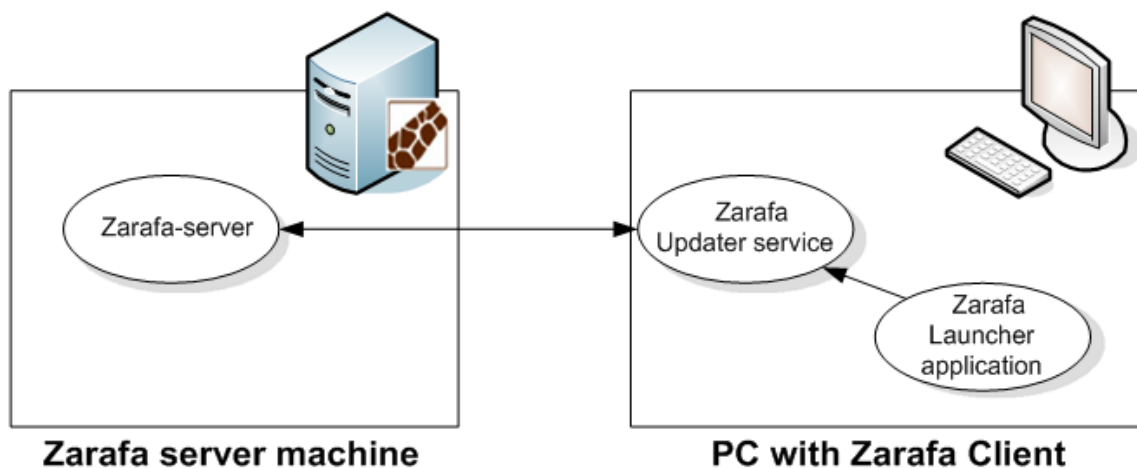 Zarafa-server
Zarafa
Updater service
Zarafa
Launcher
application
Zarafa server machine
PC with Zarafa Client